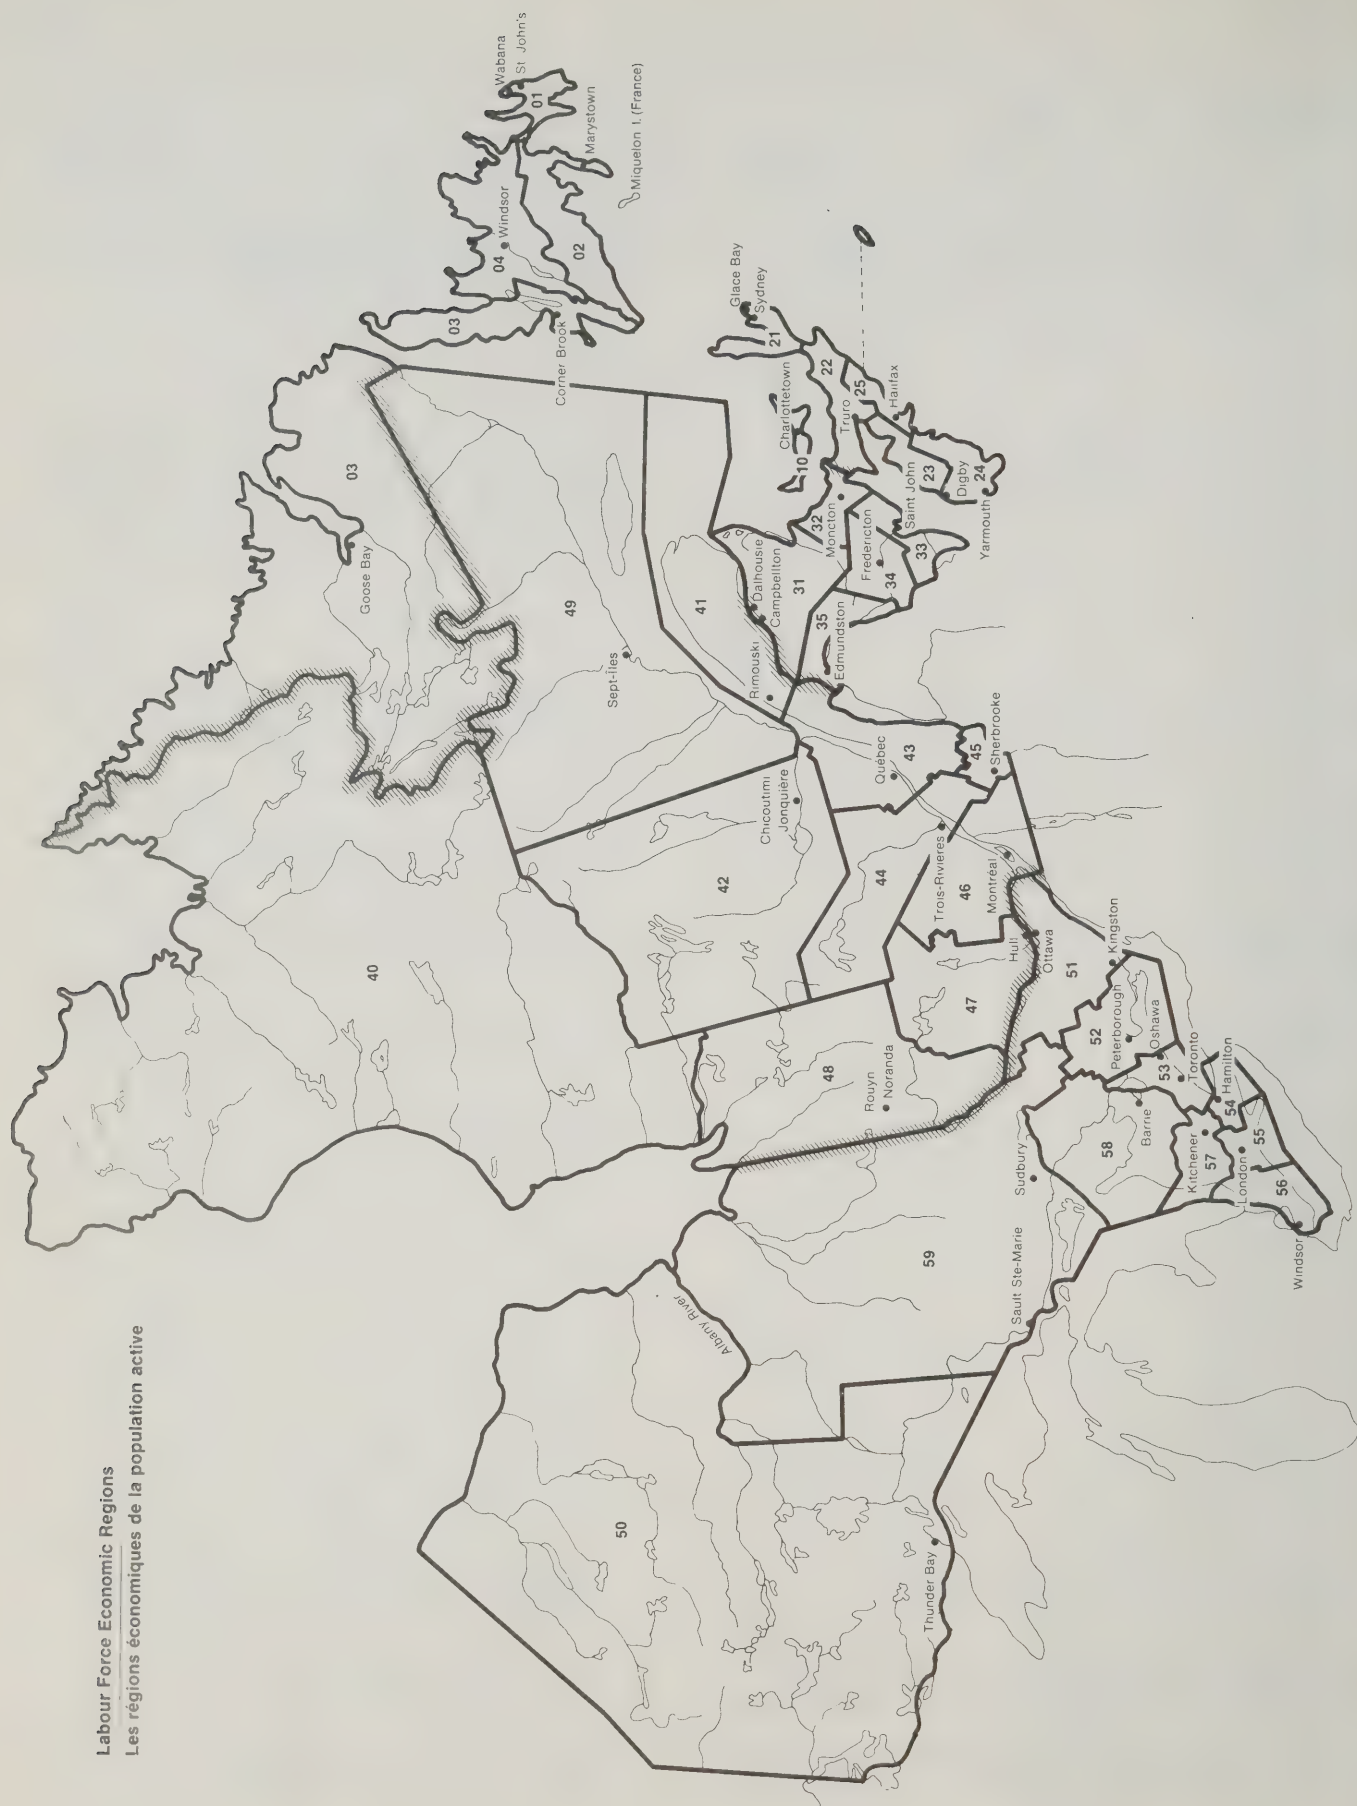 Labour Force Economic Regions
Les régions économiques de la population active
Wabana
St John's
01
Marystown
Miquelon I. (France)
Windsor
04
02
03
Corner Brook
03
Goose Bay
Glace Bay
Sydney
21
22
25
Halifax
Truro
Charlottetown
10
23
Digby
24
Yarmouth
Saint John
32
Moncton
Fredericton
33
34
31
Dalhousie
Campbellton
35
Edmundston
41
Rimouski
49
Sept-Îles
40
42
Chicoutimi
Jonquière
Québec
43
45
Sherbrooke
44
Trois-Rivières
46
Montréal
Hull
Ottawa
47
48
Rouyn
Noranda
51
Kingston
52
Peterborough
Oshawa
53
Toronto
Hamilton
54
55
Barrie
58
Kitchener
57
London
56
Windsor
Sudbury
59
Sault Ste-Marie
Albany River
50
Thunder Bay